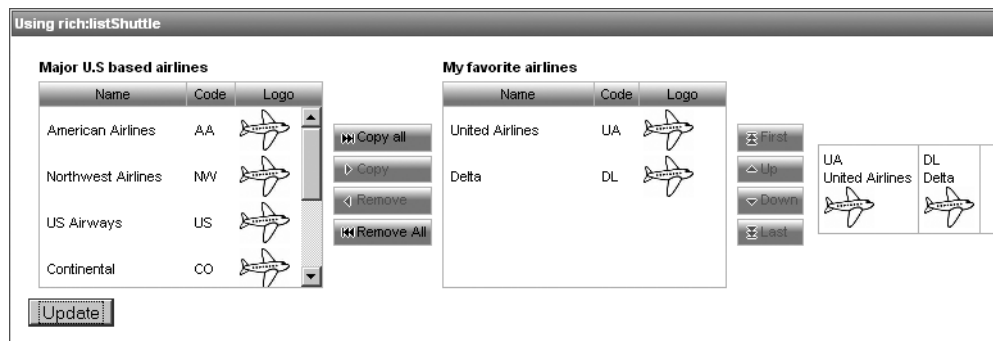 Using rich:listShuttle
Major U.S based airlines
Name Code Logo
American Airlines AA
Northwest Airlines NW
US Airways US
Continental CO
Copy all
Copy
Remove
Remove All
My favorite airlines
Name Code Logo
United Airlines UA
Delta DL
First
Up
Down
Last
UA DL
United Airlines Delta
Update